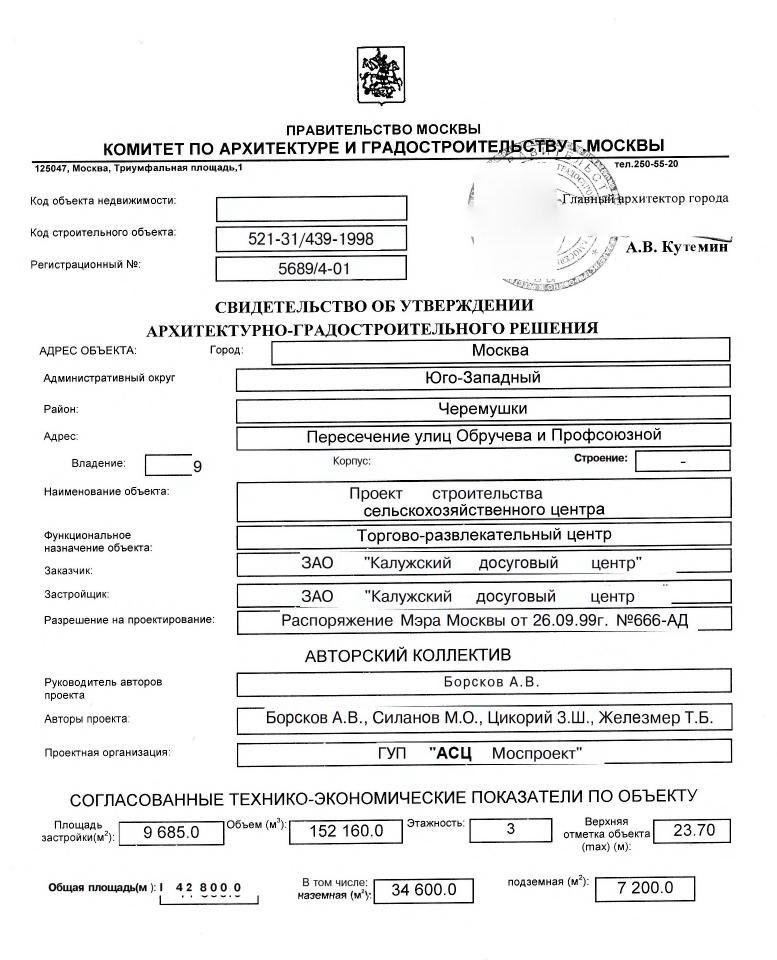 ПРАВИТЕЛЬСТВО МОСКВЫ
КОМИТЕТ ПО АРХИТЕКТУРЕ И ГРАДОСТРОИТЕЛЬСТВУ Г.МОСКВЫ
125047, Москва, Триумфальная площадь,1 тел.250-55-20
Код объекта недвижимости: Главный архитектор города
Код строительного объекта: 521-31/439-1998 А.В. Кутемин
Регистрационный №: 5689/4-01
СВИДЕТЕЛЬСТВО ОБ УТВЕРЖДЕНИИ
АРХИТЕКТУРНО-ГРАДОСТРОИТЕЛЬНОГО РЕШЕНИЯ
АДРЕС ОБЪЕКТА: Город: Москва
Административный округ Юго-Западный
Район: Черемушки
Адрес: Пересечение улиц Обручева и Профсоюзной
Владение: 9 Корпус: Строение: -
Наименование объекта: Проект строительства
сельскохозяйственного центра
Функциональное
назначение объекта: Торгово-развлекательный центр
Заказчик: ЗАО "Калужский досуговый центр"
Застройщик: ЗАО "Калужский досуговый центр "
Разрешение на проектирование: Распоряжение Мэра Москвы от 26.09.99г. №666-АД
АВТОРСКИЙ КОЛЛЕКТИВ
Руководитель авторов
проекта Борсков А.В.
Авторы проекта: Борсков А.В., Силанов М.О., Цикорий З.Ш., Железмер Т.Б.
Проектная организация: ГУП "АСЦ Моспроект"
СОГЛАСОВАННЫЕ ТЕХНИКО-ЭКОНОМИЧЕСКИЕ ПОКАЗАТЕЛИ ПО ОБЪЕКТУ
Площадь
застройки(м²): 9 685.0 Объем (м³): 152 160.0 Этажность: 3 Верхняя
отметка объекта
(max) (м): 23.70
Общая площадь(м ): 42 800 0 В том числе:
наземная (м²): 34 600.0 подземная (м²): 7 200.0